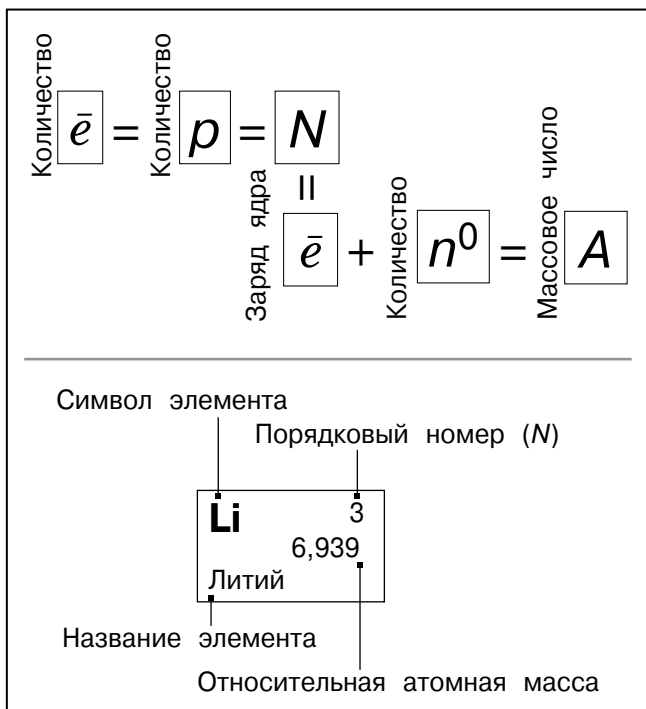 Количество ē = Количество p = N
=
Заряд ядра ē + Количество n⁰ = Массовое число A
Символ элемента
Порядковый номер (N)
Li 3
6,939
Литий
Название элемента
Относительная атомная масса